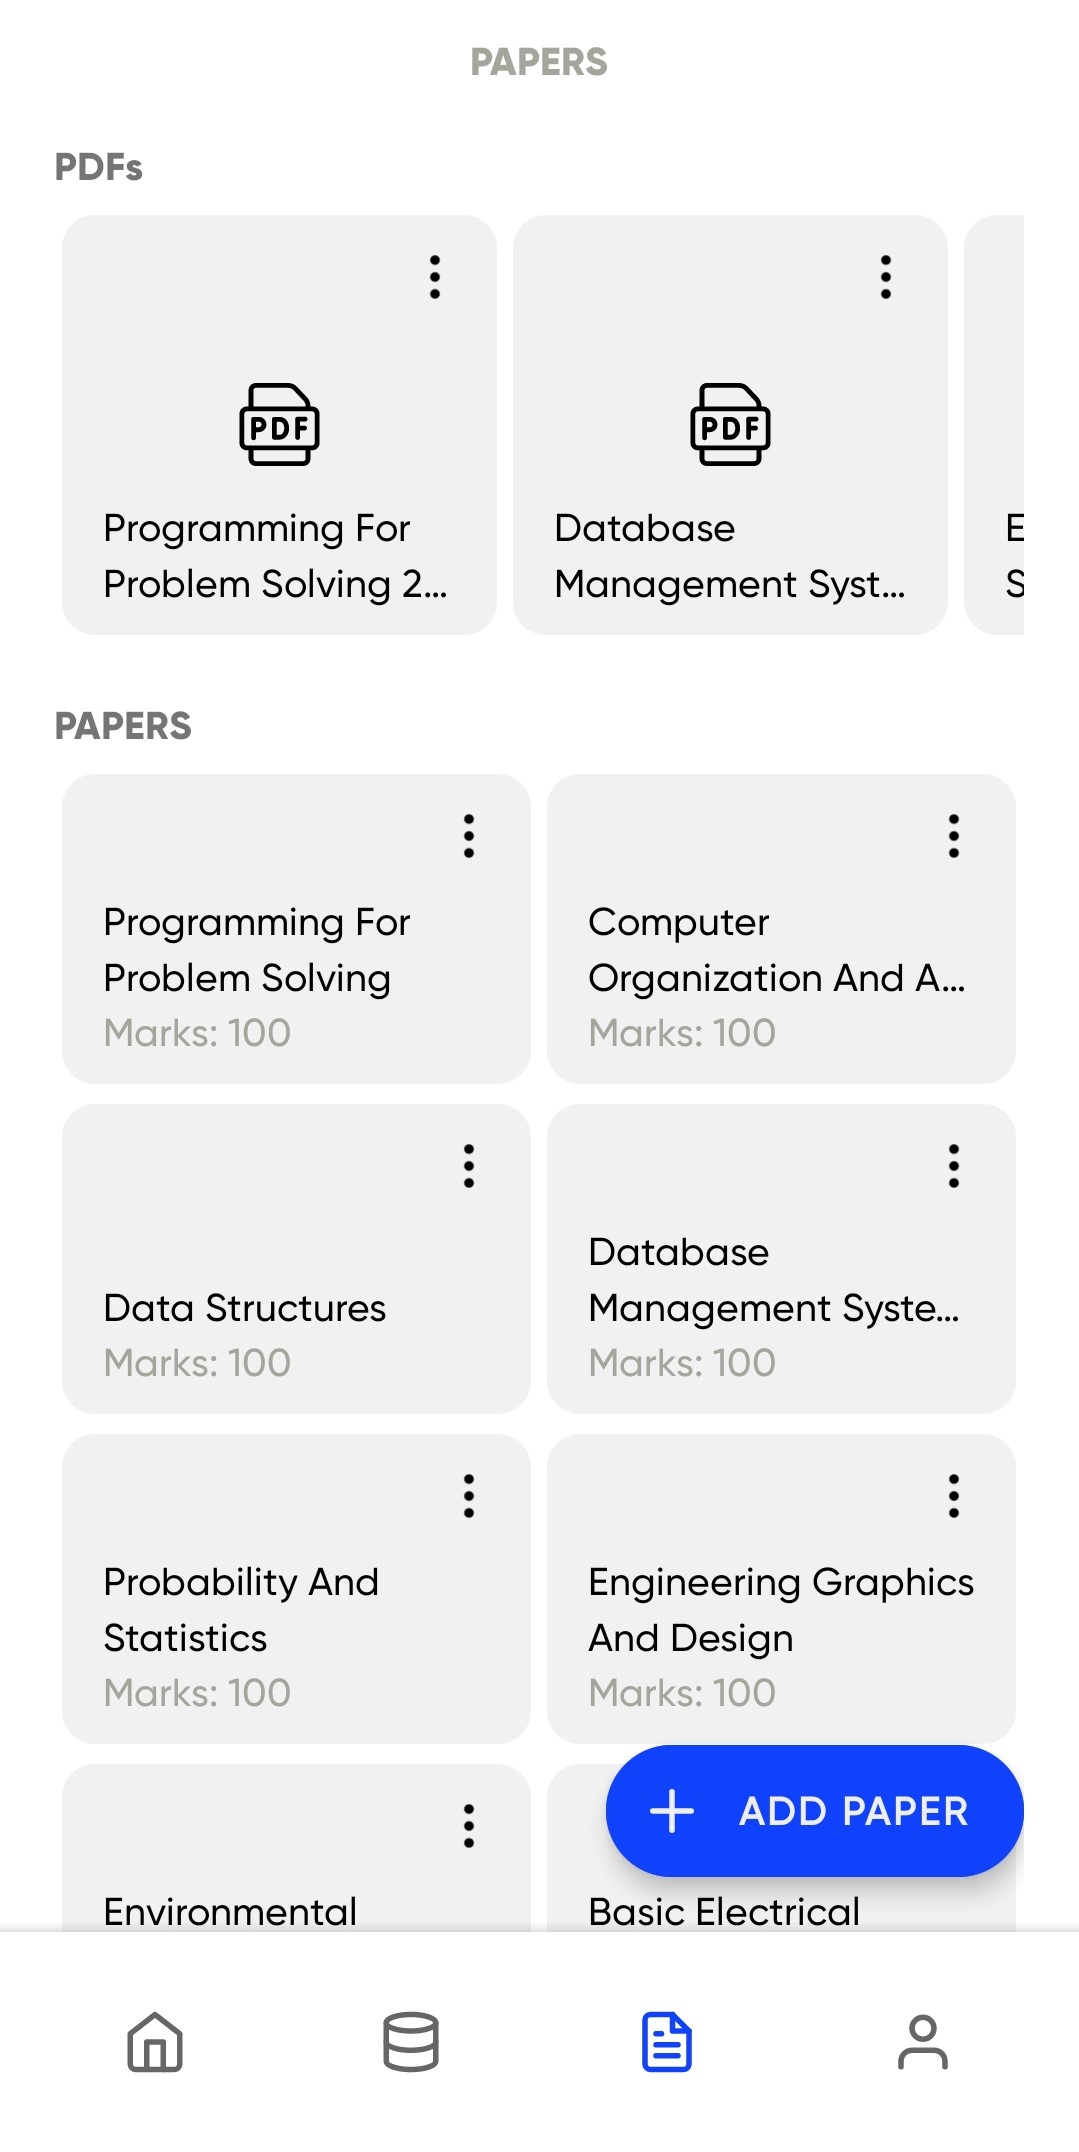 PAPERS
PDFs
PDF
Programming For
Problem Solving 2...
PDF
Database
Management Syst...
E
S
PAPERS
Programming For
Problem Solving
Marks: 100
Computer
Organization And A...
Marks: 100
Data Structures
Marks: 100
Database
Management Syste...
Marks: 100
Probability And
Statistics
Marks: 100
Engineering Graphics
And Design
Marks: 100
ADD PAPER
Environmental
Basic Electrical